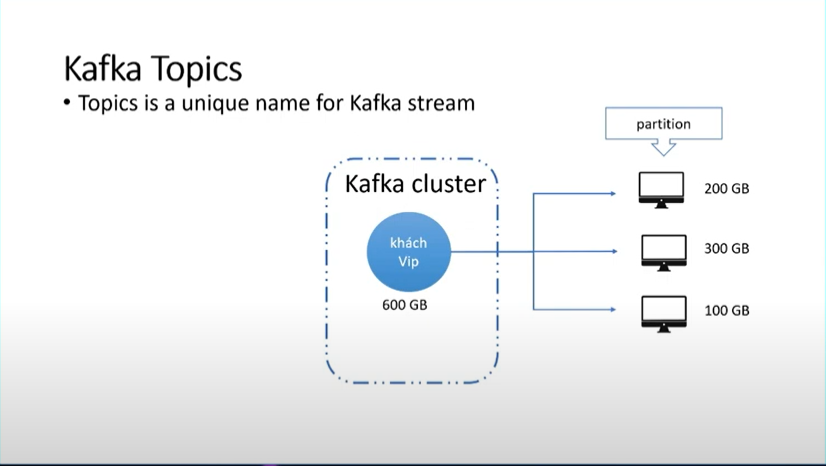 Kafka Topics
• Topics is a unique name for Kafka stream
partition
Kafka cluster
khách
Vip
600 GB
200 GB
300 GB
100 GB